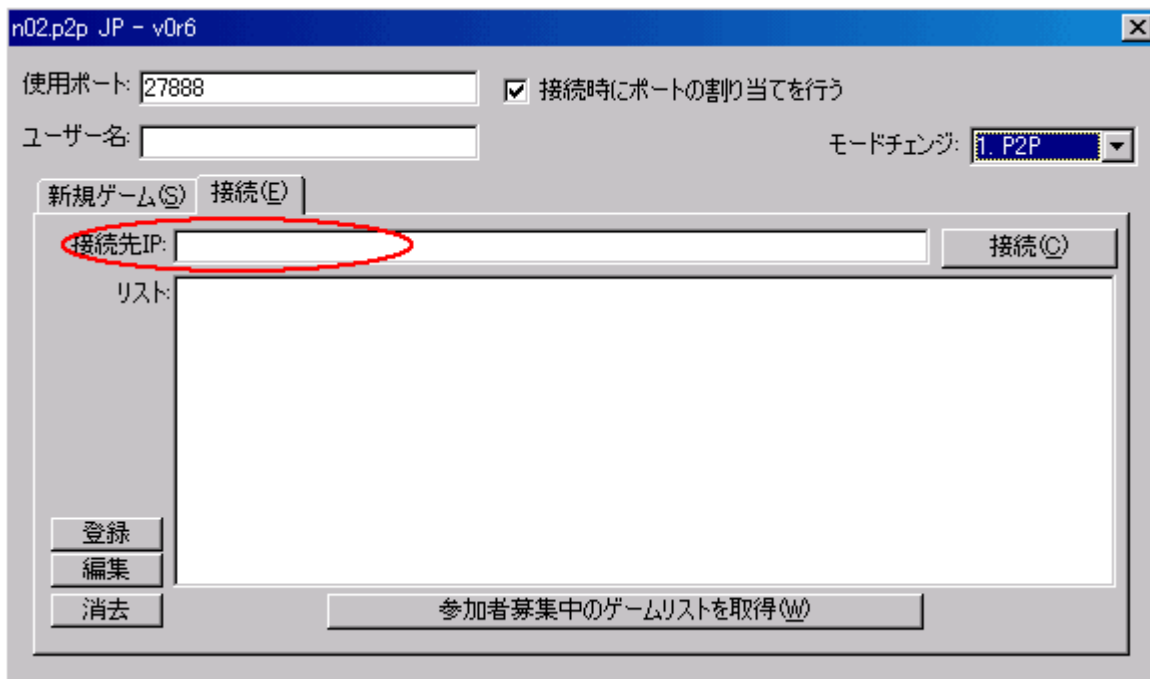 n02.p2p JP - v0r6
使用ポート: 27888
接続時にポートの割り当てを行う
ユーザー名:
モードチェンジ: 1. P2P
新規ゲーム(S) 接続(E)
接続先IP:
接続(C)
リスト:
登録
編集
消去
参加者募集中のゲームリストを取得(W)